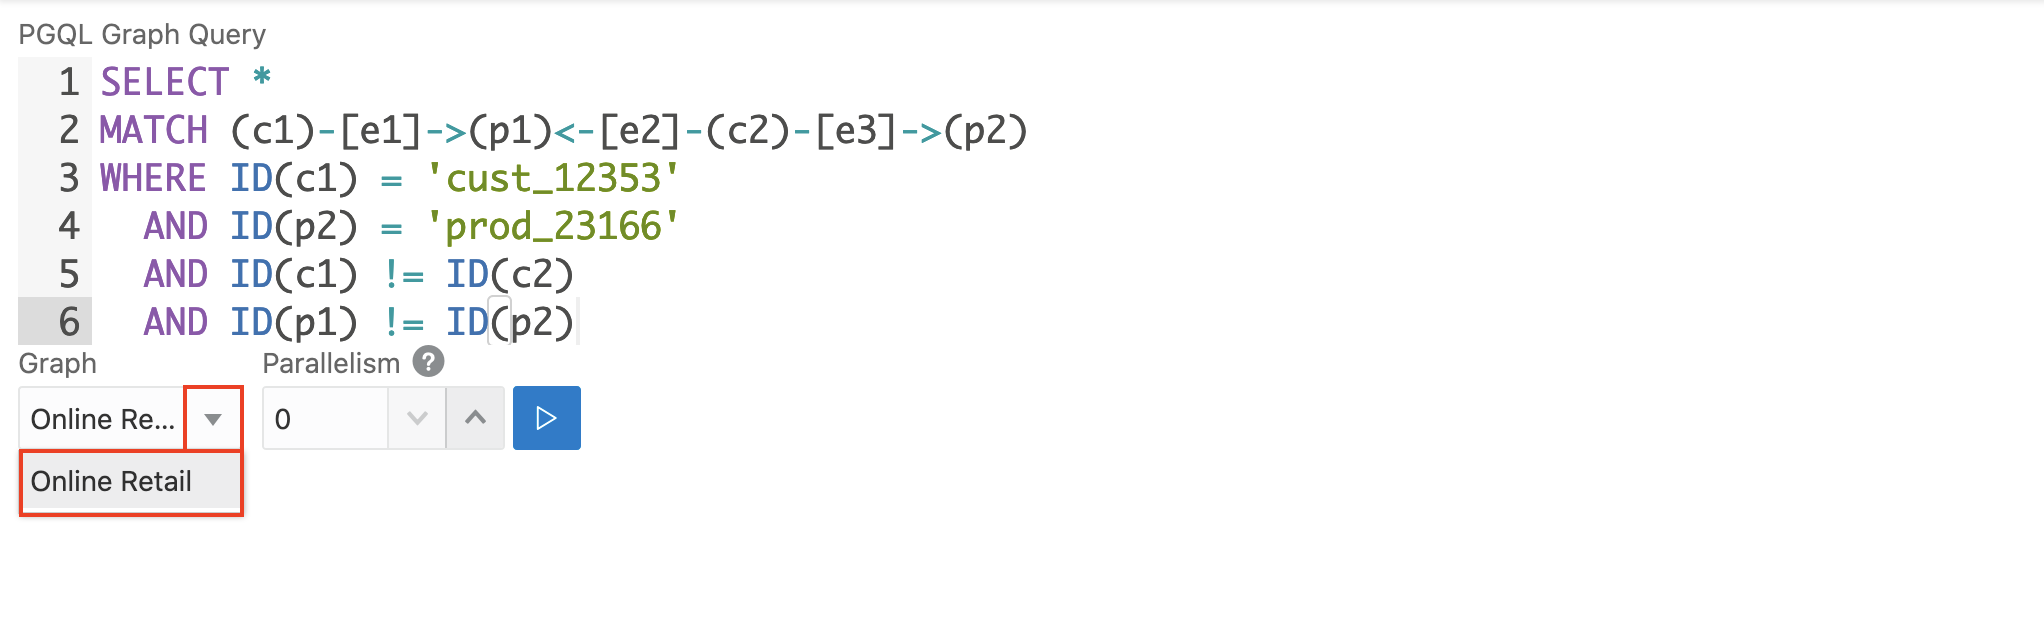 PGQL Graph Query
1 SELECT *
2 MATCH (c1)-[e1]->(p1)<-[e2]-(c2)-[e3]->(p2)
3 WHERE ID(c1) = 'cust_12353'
4 AND ID(p2) = 'prod_23166'
5 AND ID(c1) != ID(c2)
6 AND ID(p1) != ID(p2)
Graph Parallelism ?
Online Re... 0
Online Retail